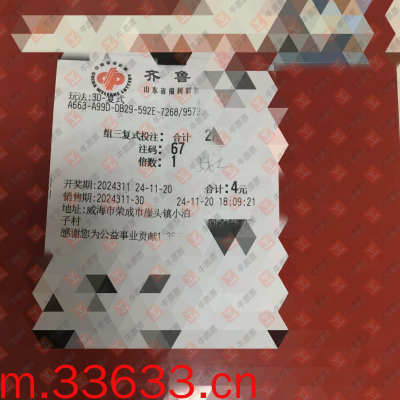 齐鲁
山东省福利彩票
玩法:3D-复式
A663-A99D-DB29-592E-7268/9573
组三复式投注: 合计 2
注码: 67
倍数: 1
开奖期:2024311 24-11-20 合计:4元
销售期:2024311-30 24-11-20 18:09:21
地址:威海市荣成市崖头镇小泊
子村
感谢您为公益事业贡献1.36
m.33633.cn